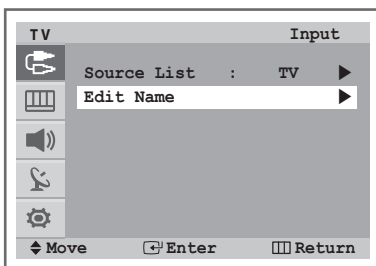 TV Input
Source List : TV ▶
Edit Name ▶
Move Enter Return